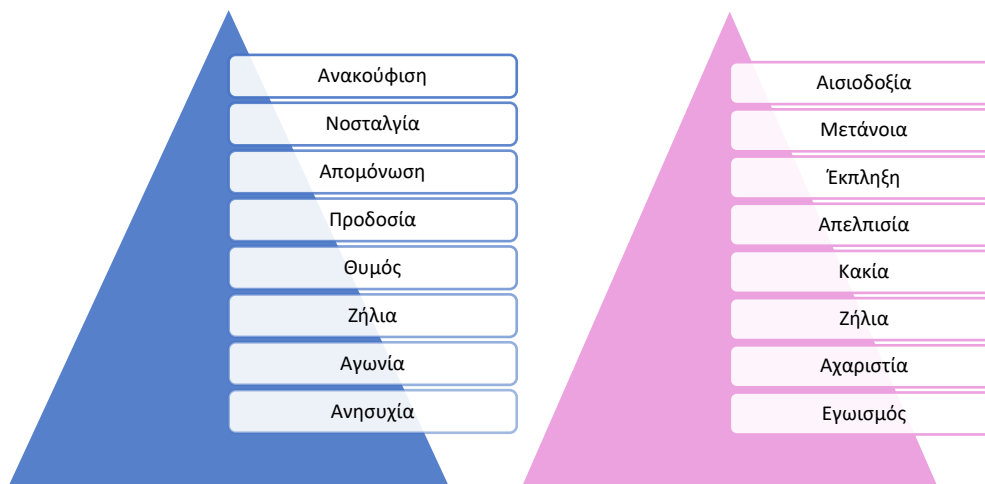 Ανακούφιση
Νοσταλγία
Απομόνωση
Προδοσία
Θυμός
Ζήλια
Αγωνία
Ανησυχία
Αισιοδοξία
Μετάνοια
Έκπληξη
Απελπισία
Κακία
Ζήλια
Αχαριστία
Εγωισμός